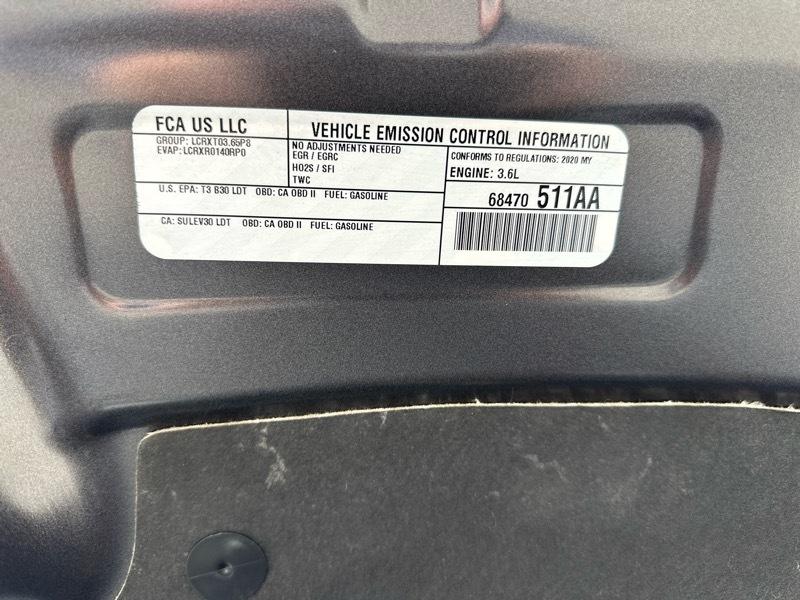 FCA US LLC
GROUP: LCRXT03.65P8
EVAP: LCRXR0140RP0
VEHICLE EMISSION CONTROL INFORMATION
NO ADJUSTMENTS NEEDED
EGR / EGRC
HO2S / SFI
TWC
CONFORMS TO REGULATIONS: 2020 MY
ENGINE: 3.6L
U.S. EPA: T3 B30 LDT OBD: CA OBD II FUEL: GASOLINE
68470 511AA
CA: SULEV30 LDT OBD: CA OBD II FUEL: GASOLINE